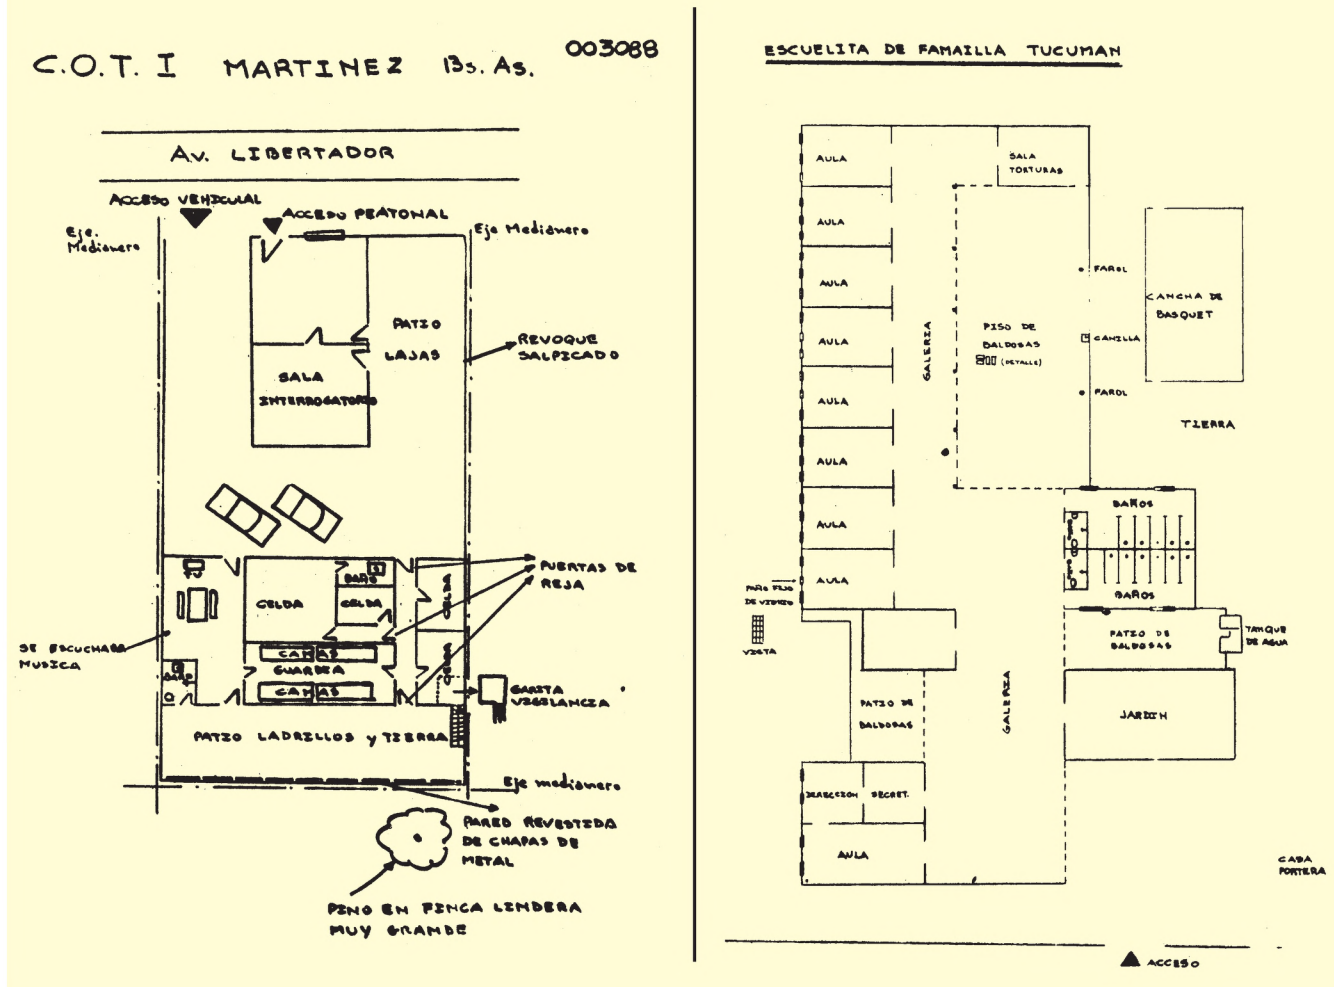 003088
C.O.T. I MARTINEZ Bs. As.
AV. LIBERTADOR
ACCESO VEHICULAL
ACCESO PEATONAL
Eje.
Medianero
Eje Medianero
PATIO
LAJAS
REVOQUE
SALPICADO
SALA
INTERROGATORIO
PUERTAS DE
REJA
TV
BAÑO
CELDA
CELDA
CELDA
CELDA
SE ESCUCHABA
MUSICA
CAMAS
GUARDIA
CAMAS
BAÑO
GARITA
VIGILANCIA
PATIO LADRILLOS y TIERRA
Eje medianero
PARED REVESTIDA
DE CHAPAS DE
METAL
PINO EN FINCA LINDERA
MUY GRANDE
ESCUELITA DE FAMAILLA TUCUMAN
AULA
SALA
TORTURAS
AULA
AULA
AULA
AULA
AULA
AULA
AULA
GALERIA
PISO DE
BALDOSAS
(DETALLE)
FAROL
CAMILLA
FAROL
CANCHA DE
BASQUET
TIERRA
BAÑOS
BAÑOS
PAÑO FIJO
DE VIDRIO
VISTA
PATIO DE
BALDOSAS
TANQUE
DE AGUA
PATIO DE
BALDOSAS
GALERIA
JARDIN
DIRECCION
SECRET.
AULA
CASA
PORTERA
ACCESO